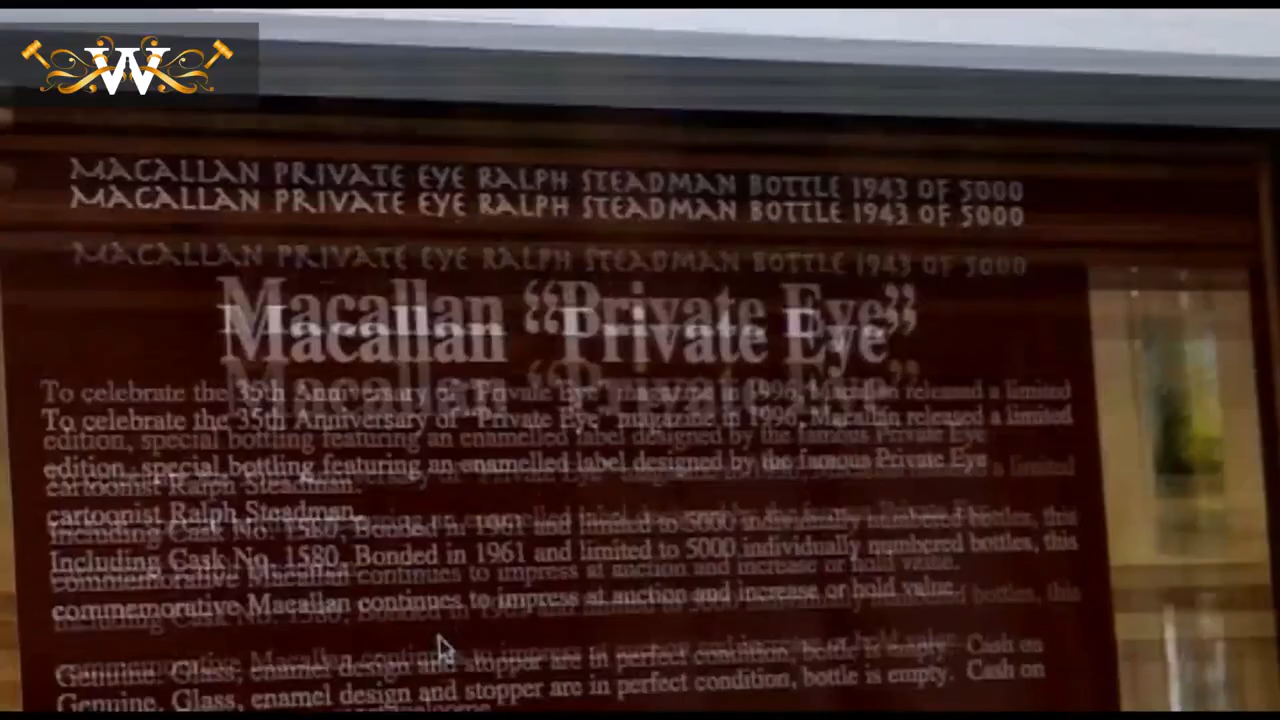 W
MACALLAN PRIVATE EYE RALPH STEADMAN BOTTLE 1943 OF 5000
Macallan “Private Eye”
To celebrate the 35th Anniversary of “Private Eye” magazine in 1996, Macallan released a limited
edition, special bottling featuring an enamelled label designed by the famous Private Eye
cartoonist Ralph Steadman.
Including Cask No. 1580, Bonded in 1961 and limited to 5000 individually numbered bottles, this
commemorative Macallan continues to impress at auction and increase or hold value.
Genuine. Glass, enamel design and stopper are in perfect condition, bottle is empty. Cash on